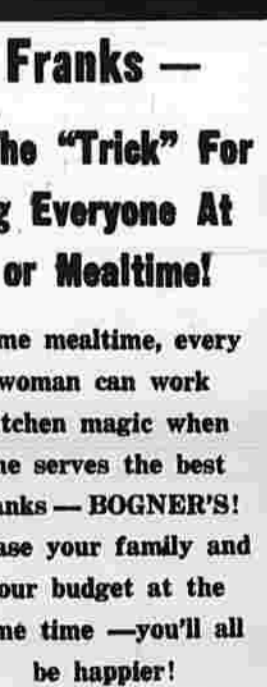 Franks —
he "Trick" For
g Everyone At
or Mealtime!
me mealtime, every
woman can work
tchen magic when
he serves the best
anks — BOGNER'S!
ase your family and
our budget at the
me time —you'll all
be happier!